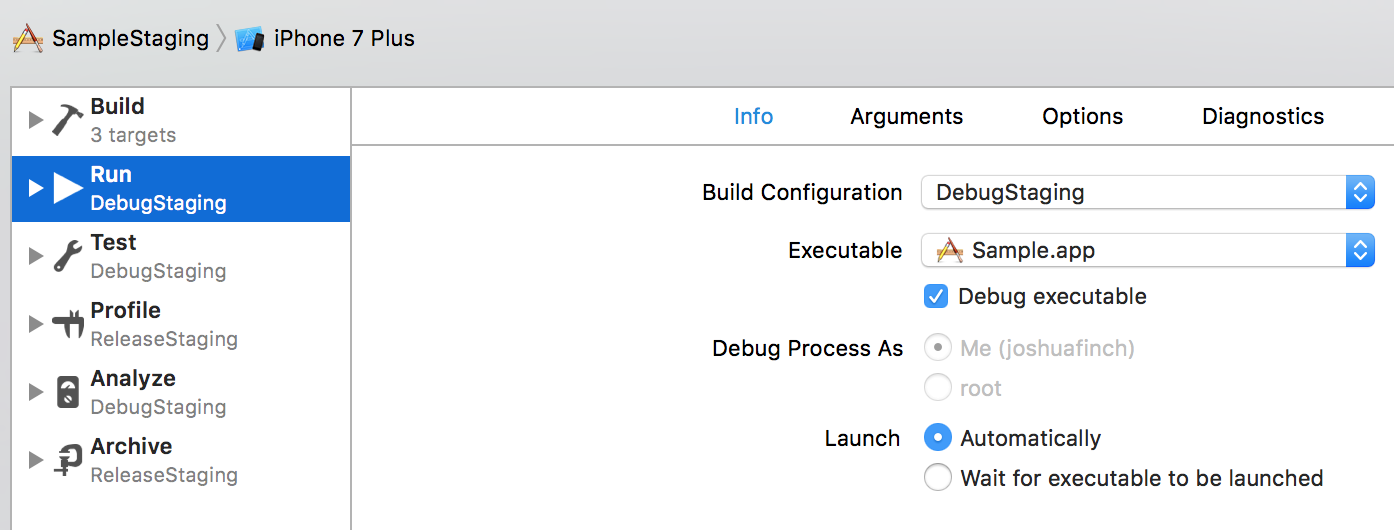 SampleStaging
iPhone 7 Plus
Build
3 targets
Run
DebugStaging
Test
DebugStaging
Profile
ReleaseStaging
Analyze
DebugStaging
Archive
ReleaseStaging
Info Arguments Options Diagnostics
Build Configuration DebugStaging
Executable Sample.app
Debug executable
Debug Process As Me (joshuafinch)
root
Launch Automatically
Wait for executable to be launched